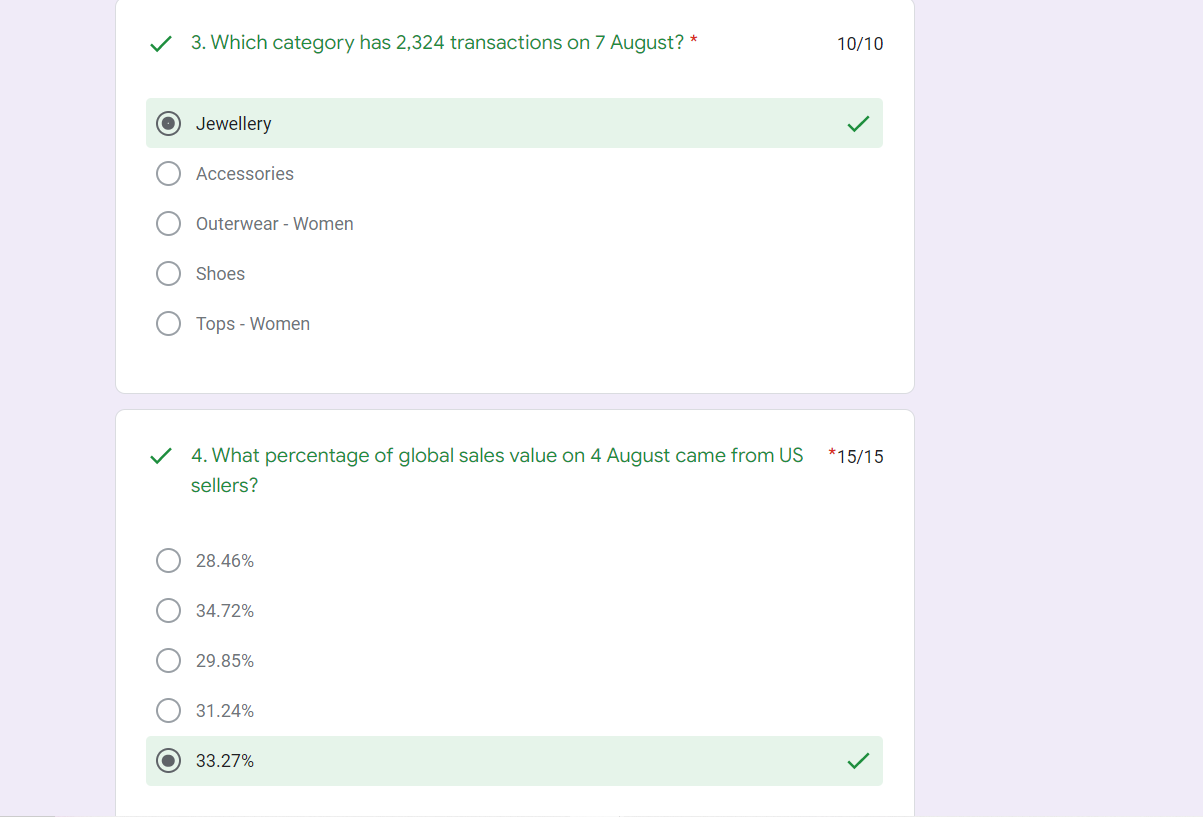 3. Which category has 2,324 transactions on 7 August? *
10/10
Jewellery
Accessories
Outerwear - Women
Shoes
Tops - Women
4. What percentage of global sales value on 4 August came from US
sellers?
*15/15
28.46%
34.72%
29.85%
31.24%
33.27%